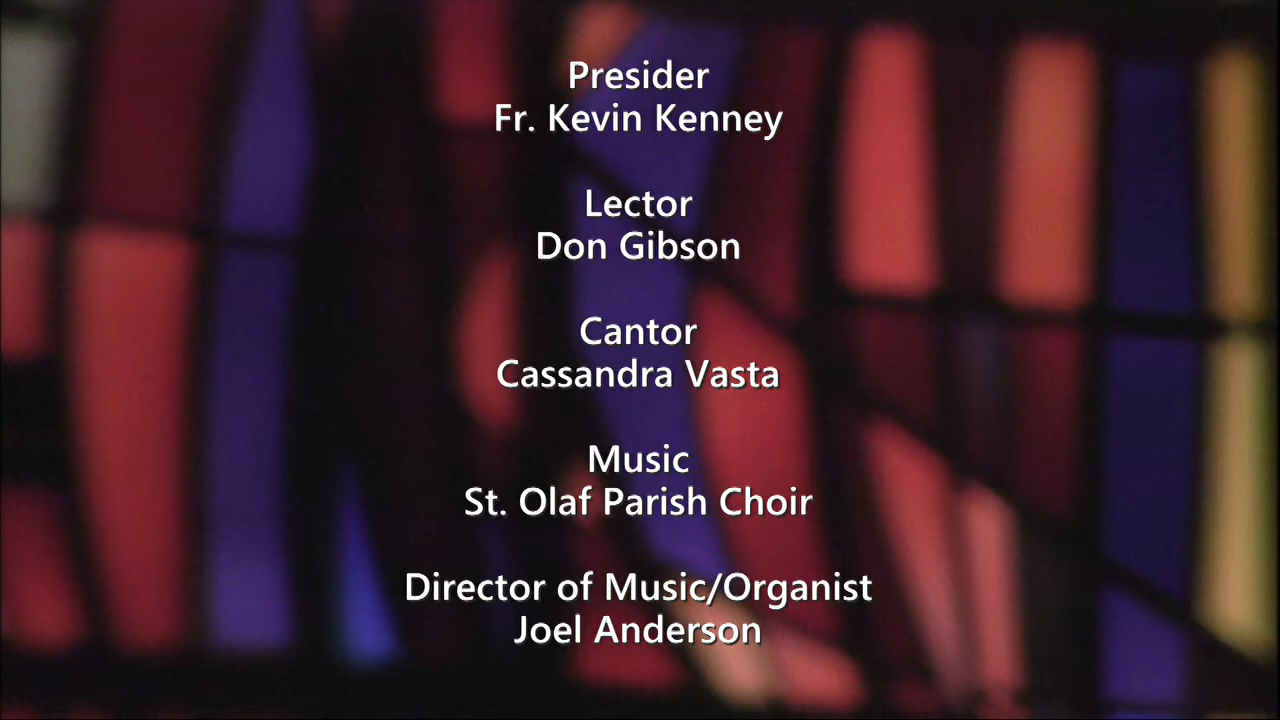 Presider
Fr. Kevin Kenney
Lector
Don Gibson
Cantor
Cassandra Vasta
Music
St. Olaf Parish Choir
Director of Music/Organist
Joel Anderson